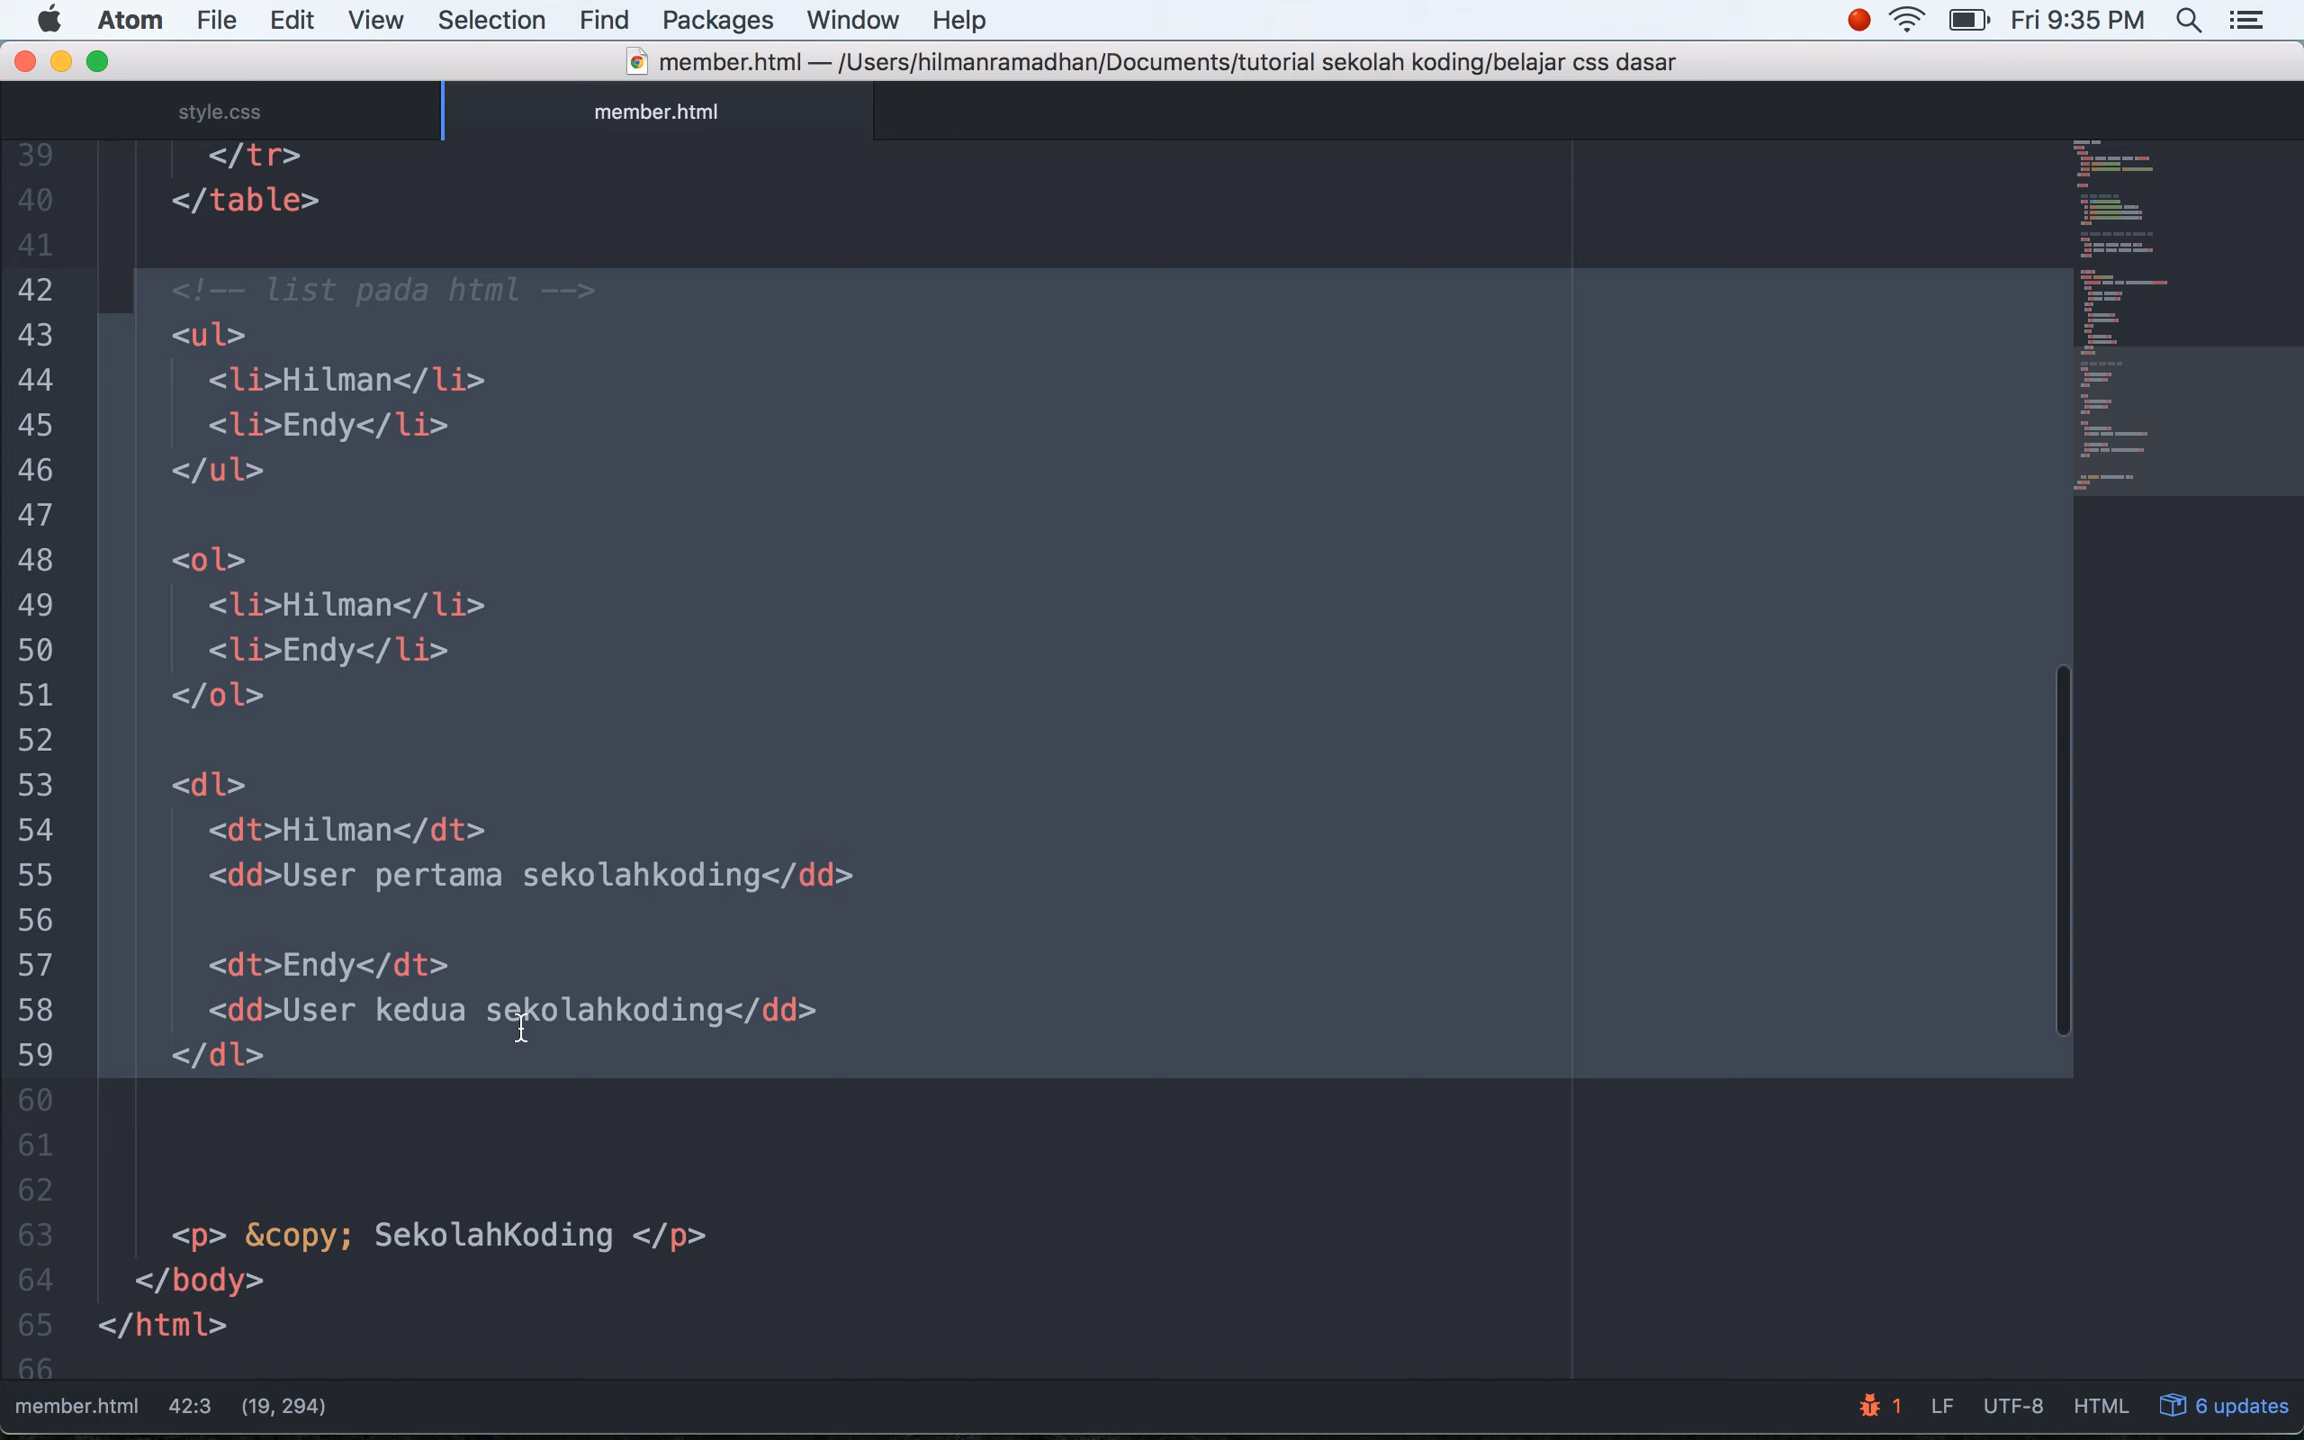 Atom File Edit View Selection Find Packages Window Help Fri 9:35 PM
member.html — /Users/hilmanramadhan/Documents/tutorial sekolah koding/belajar css dasar
style.css member.html
39 </tr>
40 </table>
41
42 <!-- list pada html -->
43 <ul>
44 <li>Hilman</li>
45 <li>Endy</li>
46 </ul>
47
48 <ol>
49 <li>Hilman</li>
50 <li>Endy</li>
51 </ol>
52
53 <dl>
54 <dt>Hilman</dt>
55 <dd>User pertama sekolahkoding</dd>
56
57 <dt>Endy</dt>
58 <dd>User kedua sekolahkoding</dd>
59 </dl>
60
61
62
63 <p> &copy; SekolahKoding </p>
64 </body>
65 </html>
66
member.html 42:3 (19, 294) 1 LF UTF-8 HTML 6 updates